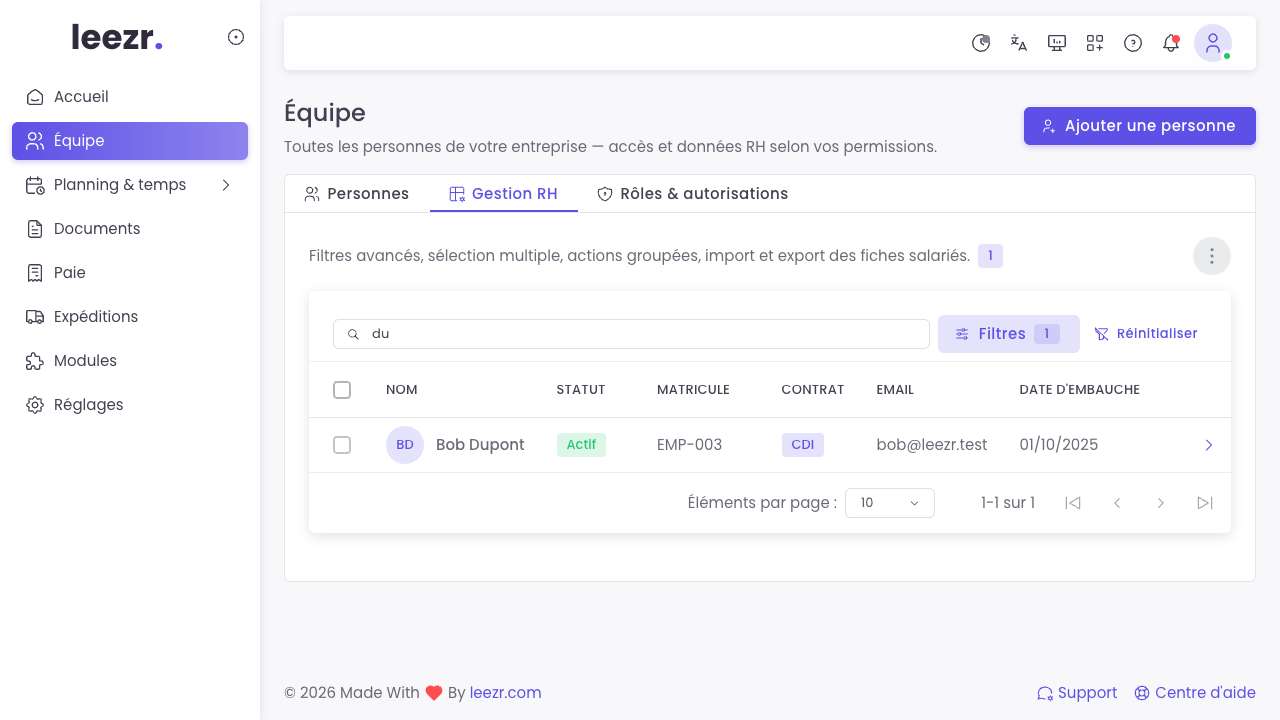 leezr.
Accueil
Équipe
Planning & temps
Documents
Paie
Expéditions
Modules
Réglages
Équipe
Toutes les personnes de votre entreprise — accès et données RH selon vos permissions.
Ajouter une personne
Personnes
Gestion RH
Rôles & autorisations
Filtres avancés, sélection multiple, actions groupées, import et export des fiches salariés. 1
du
Filtres 1
Réinitialiser
NOM STATUT MATRICULE CONTRAT EMAIL DATE D'EMBAUCHE
BD Bob Dupont Actif EMP-003 CDI bob@leezr.test 01/10/2025
Éléments par page : 10 1-1 sur 1
© 2026 Made With By leezr.com
Support
Centre d'aide